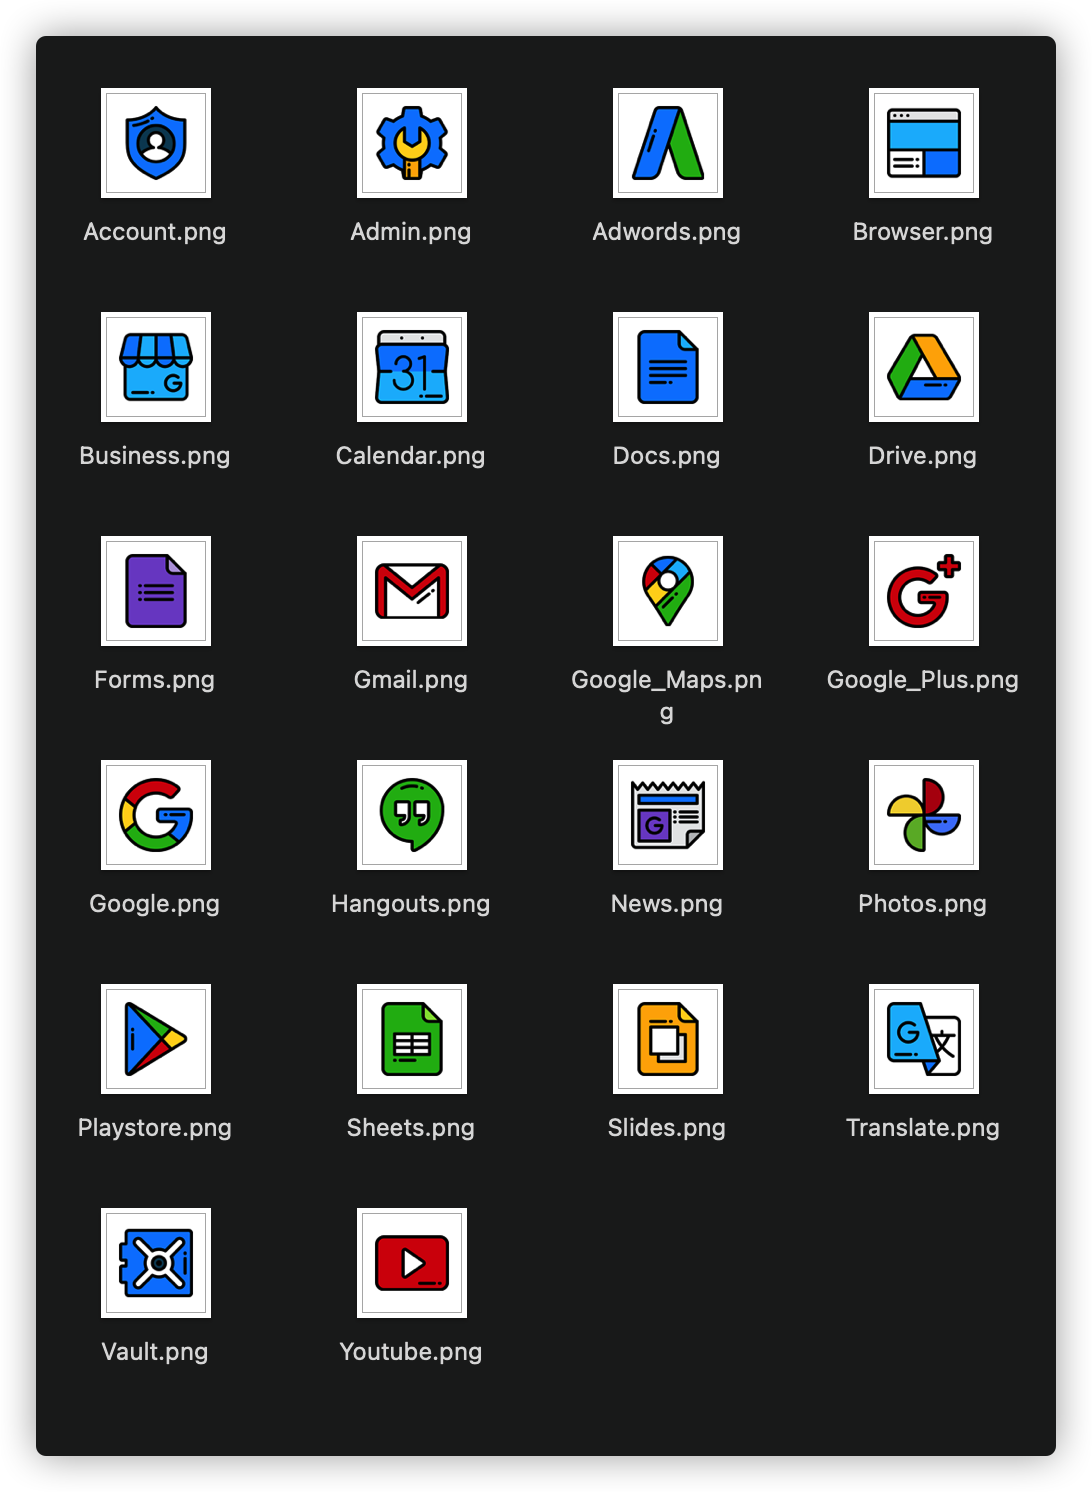 Account.png
Admin.png
Adwords.png
Browser.png
Business.png
31
Calendar.png
Docs.png
Drive.png
Forms.png
Gmail.png
Google_Maps.pn
g
Google_Plus.png
Google.png
Hangouts.png
G
News.png
Photos.png
Playstore.png
Sheets.png
Slides.png
G
文
Translate.png
Vault.png
Youtube.png